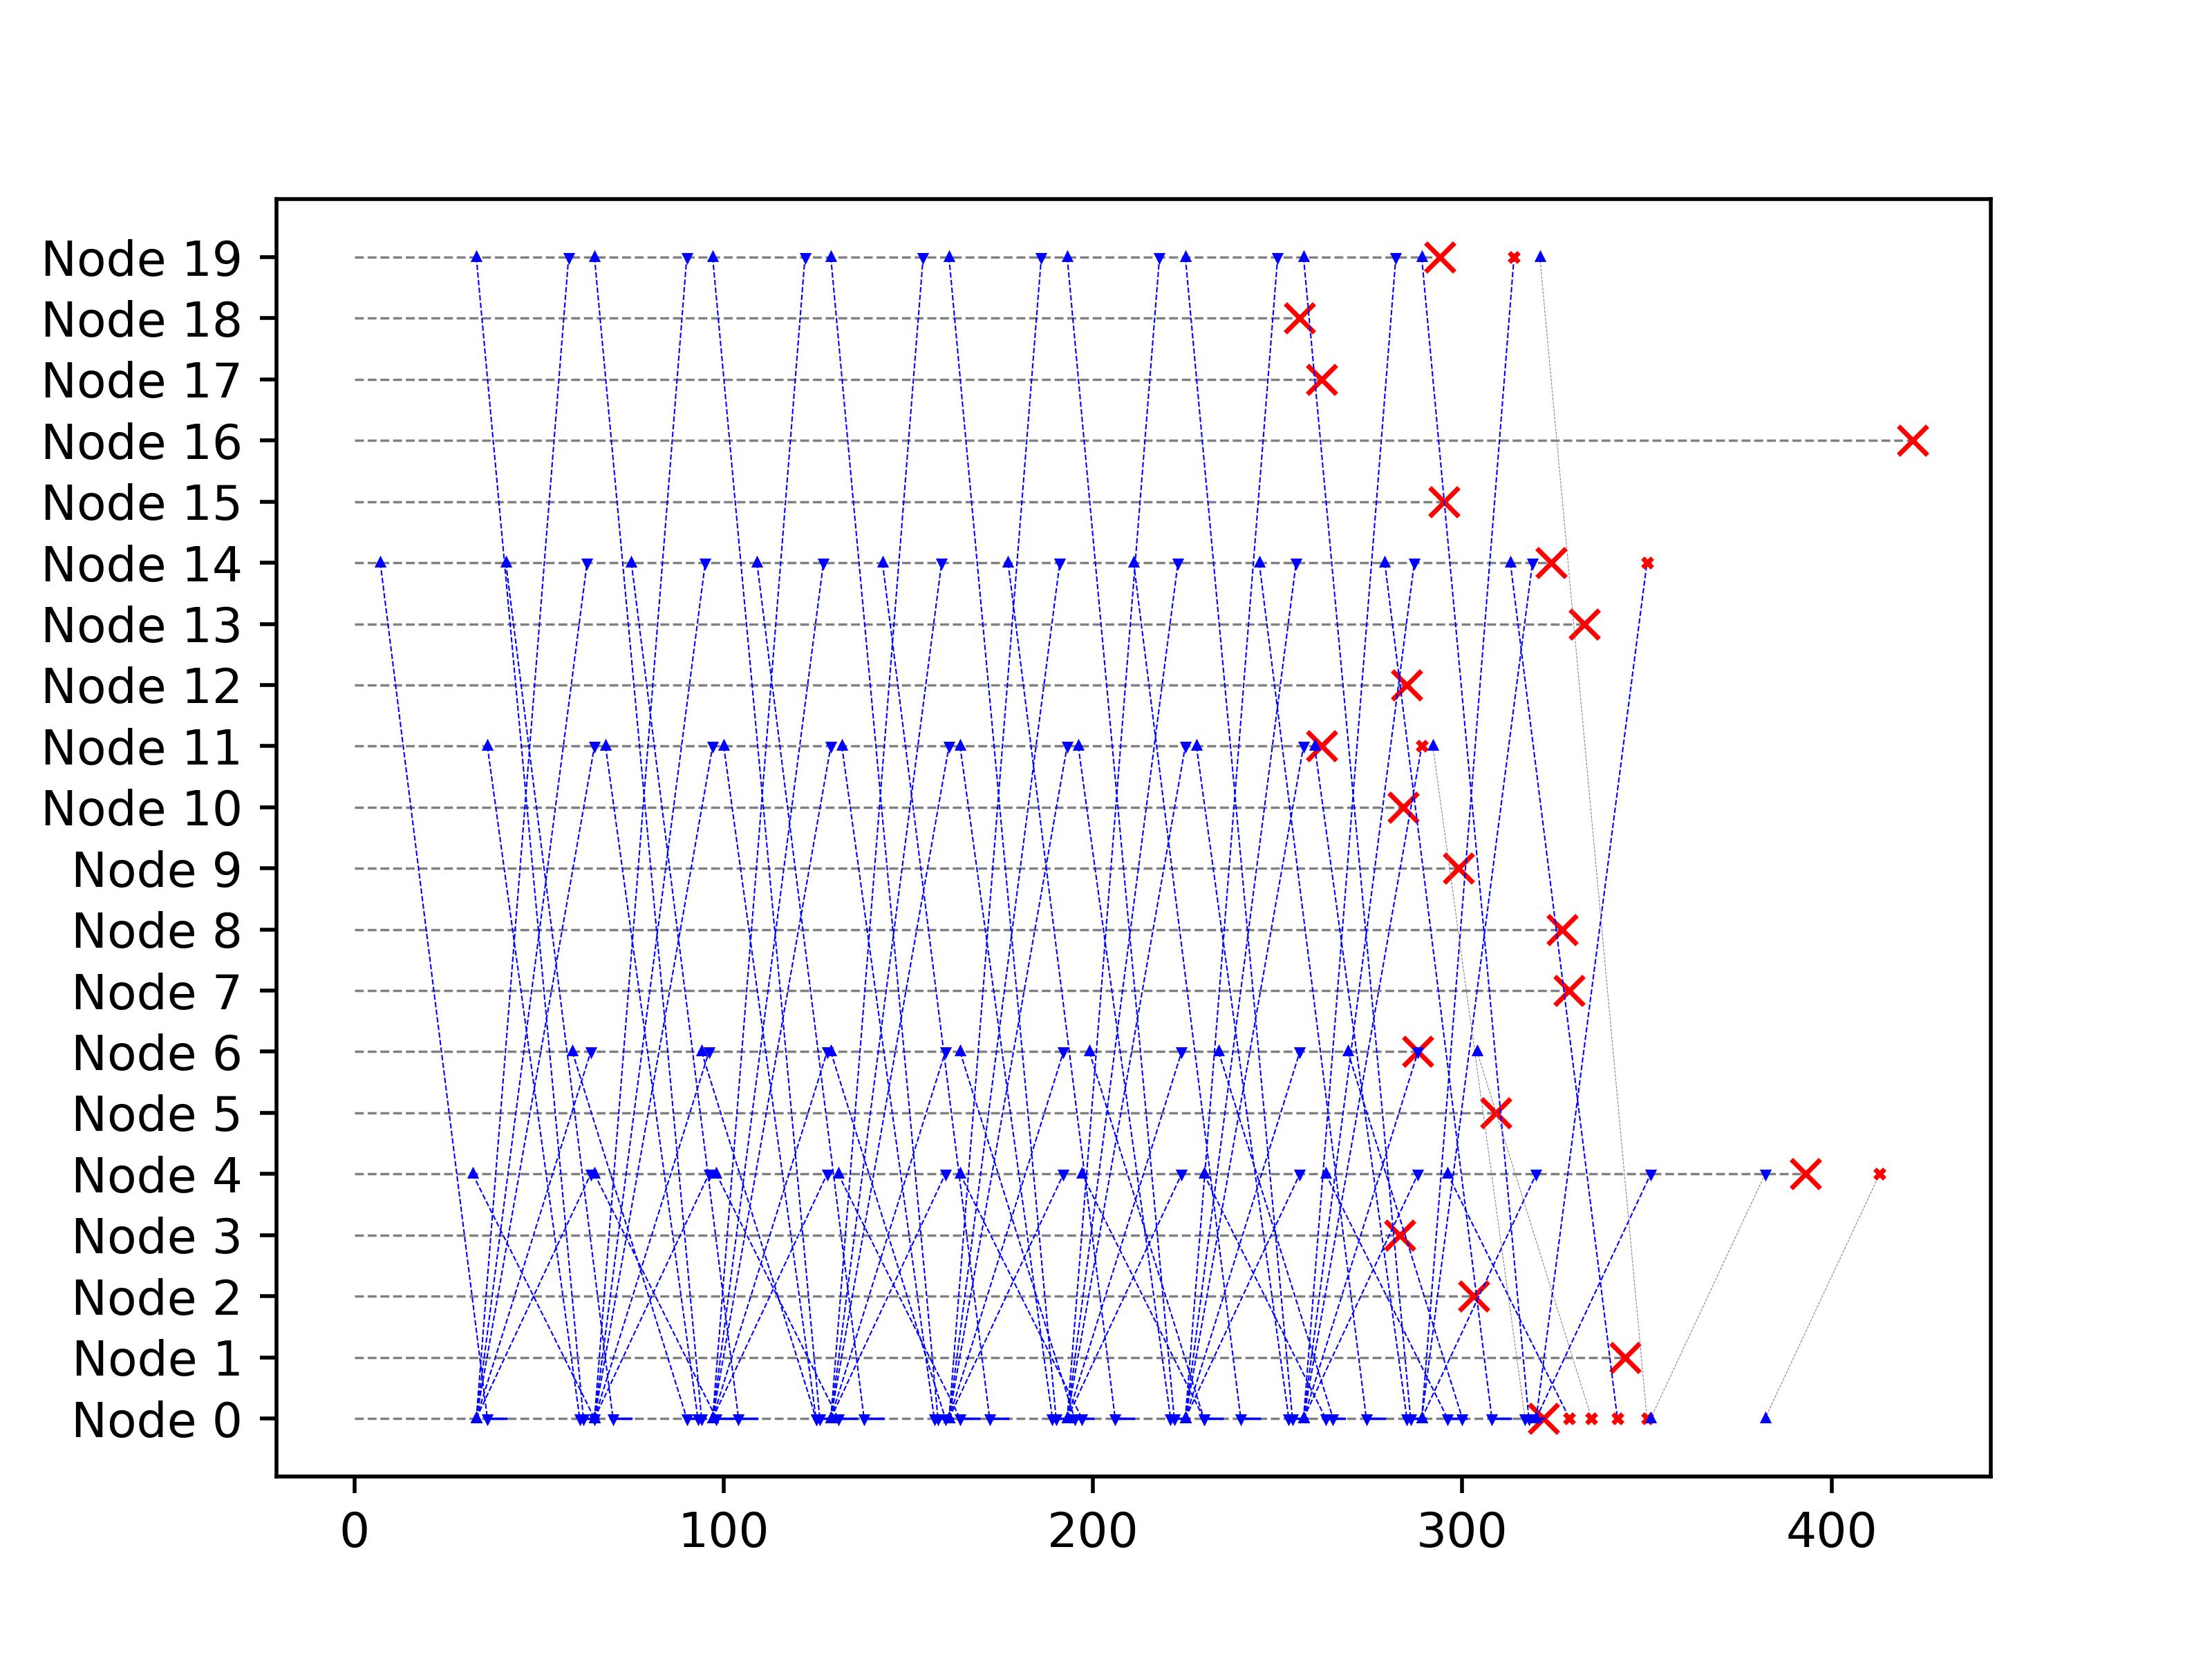 Node 19
Node 18
Node 17
Node 16
Node 15
Node 14
Node 13
Node 12
Node 11
Node 10
Node 9
Node 8
Node 7
Node 6
Node 5
Node 4
Node 3
Node 2
Node 1
Node 0
0 100 200 300 400